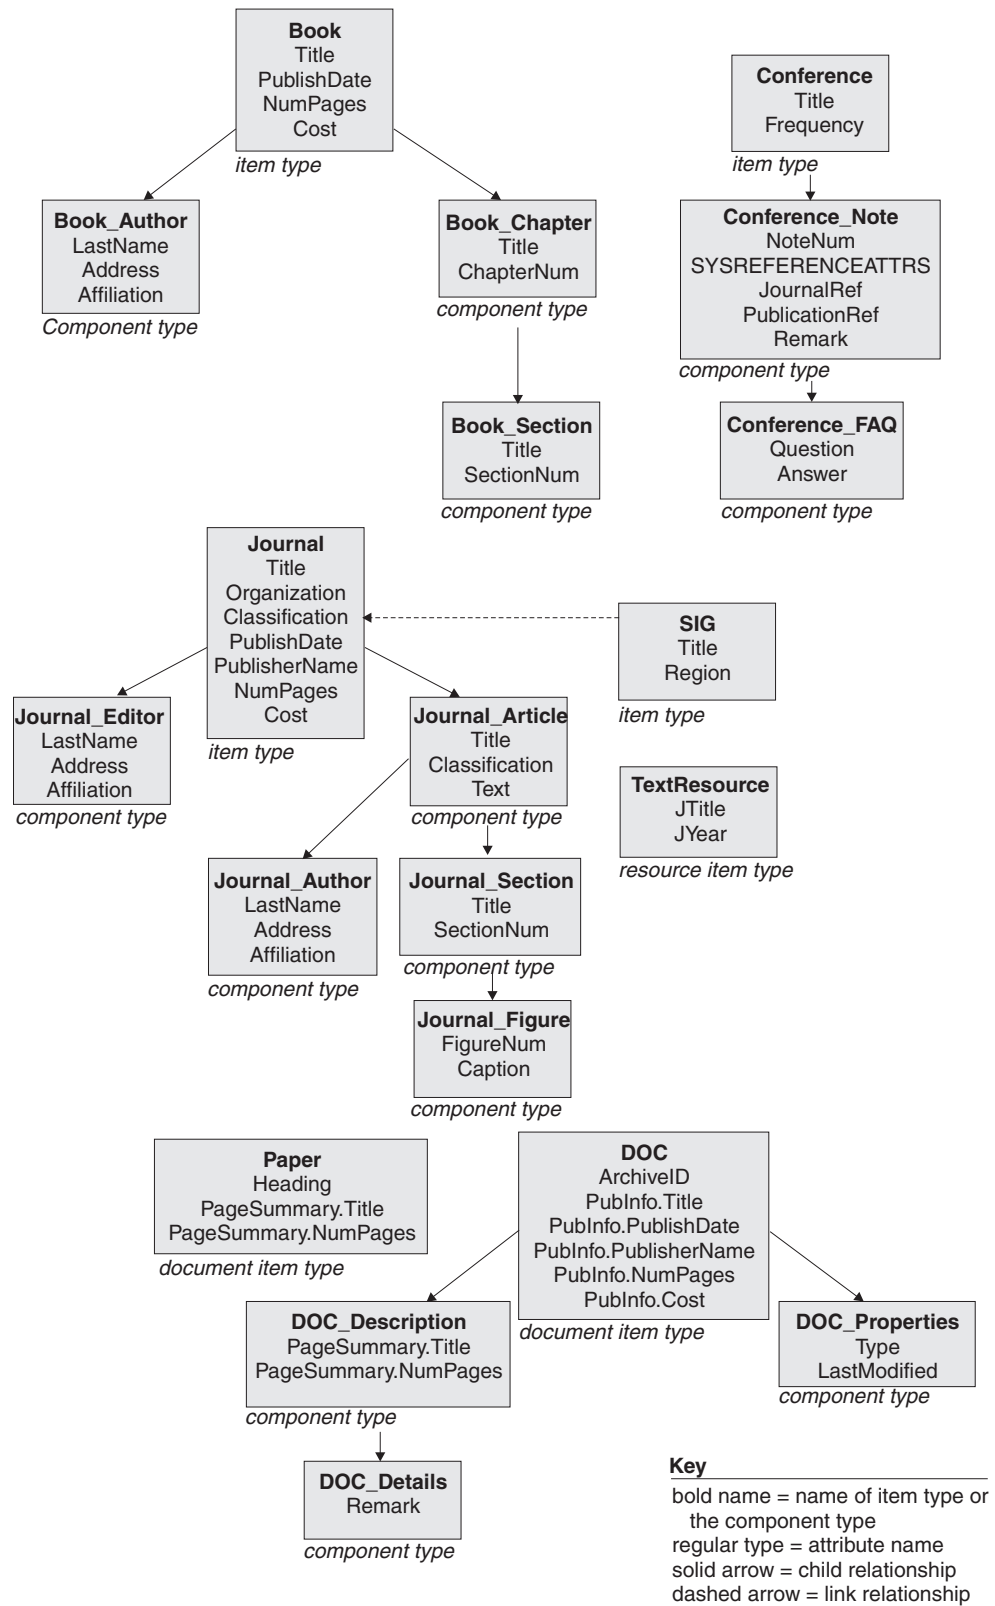 Book
Title
PublishDate
NumPages
Cost
item type
Conference
Title
Frequency
item type
Book_Author
LastName
Address
Affiliation
Component type
Book_Chapter
Title
ChapterNum
component type
Conference_Note
NoteNum
SYSREFERENCEATTRS
JournalRef
PublicationRef
Remark
component type
Book_Section
Title
SectionNum
component type
Conference_FAQ
Question
Answer
component type
Journal
Title
Organization
Classification
PublishDate
PublisherName
NumPages
Cost
item type
SIG
Title
Region
item type
Journal_Editor
LastName
Address
Affiliation
component type
Journal_Article
Title
Classification
Text
component type
TextResource
JTitle
JYear
resource item type
Journal_Author
LastName
Address
Affiliation
component type
Journal_Section
Title
SectionNum
component type
Journal_Figure
FigureNum
Caption
component type
Paper
Heading
PageSummary.Title
PageSummary.NumPages
document item type
DOC
ArchiveID
PubInfo.Title
PubInfo.PublishDate
PubInfo.PublisherName
PubInfo.NumPages
PubInfo.Cost
document item type
DOC_Description
PageSummary.Title
PageSummary.NumPages
component type
DOC_Properties
Type
LastModified
component type
DOC_Details
Remark
component type
Key
bold name = name of item type or
the component type
regular type = attribute name
solid arrow = child relationship
dashed arrow = link relationship